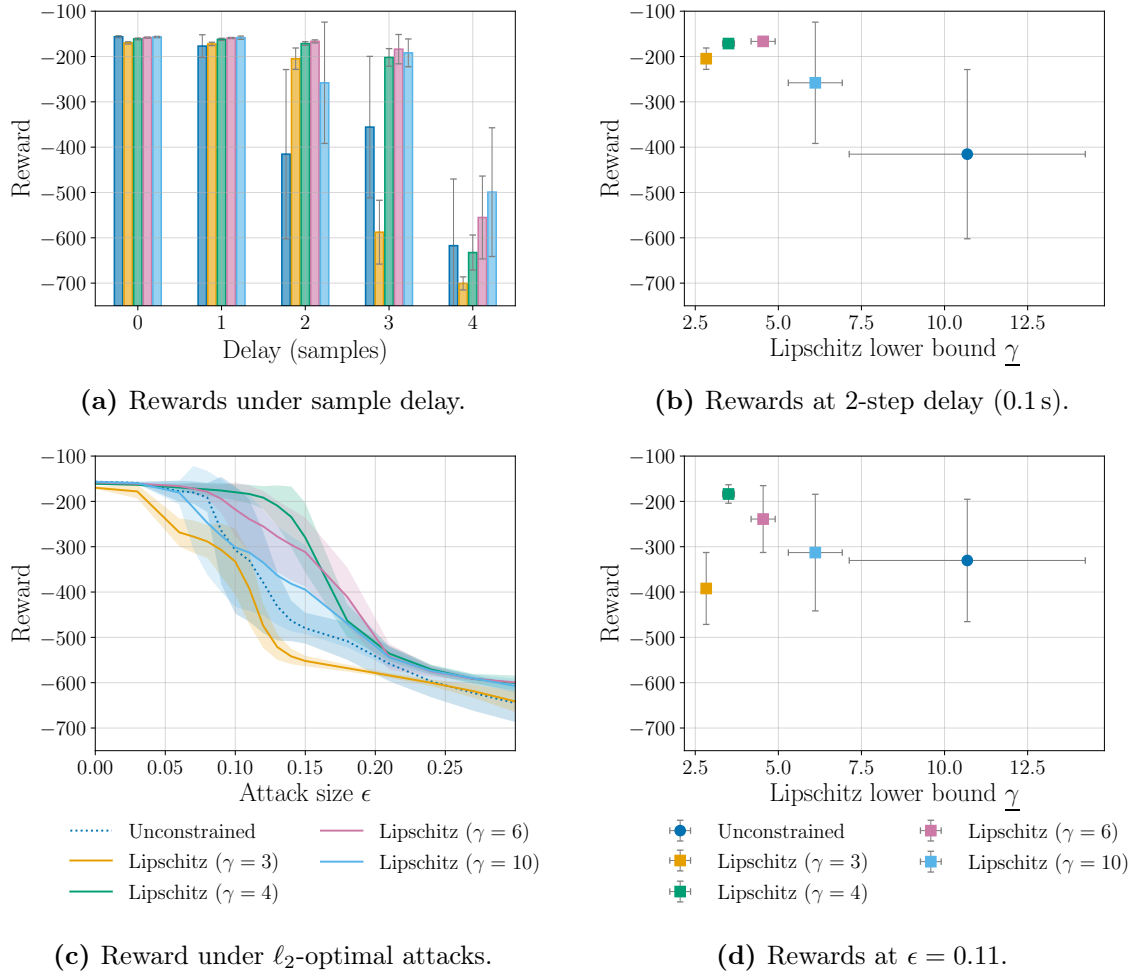 −100
−200
−300
−400
−500
−600
−700
Reward
0 1 2 3 4
Delay (samples)
(a) Rewards under sample delay.
−100
−200
−300
−400
−500
−600
−700
Reward
2.5 5.0 7.5 10.0 12.5
Lipschitz lower bound γ
(b) Rewards at 2-step delay (0.1 s).
−100
−200
−300
−400
−500
−600
−700
Reward
0.00 0.05 0.10 0.15 0.20 0.25
Attack size ϵ
Unconstrained
Lipschitz (γ = 3)
Lipschitz (γ = 4)
Lipschitz (γ = 6)
Lipschitz (γ = 10)
(c) Reward under ℓ₂-optimal attacks.
−100
−200
−300
−400
−500
−600
−700
Reward
2.5 5.0 7.5 10.0 12.5
Lipschitz lower bound γ
Unconstrained
Lipschitz (γ = 3)
Lipschitz (γ = 4)
Lipschitz (γ = 6)
Lipschitz (γ = 10)
(d) Rewards at ϵ = 0.11.